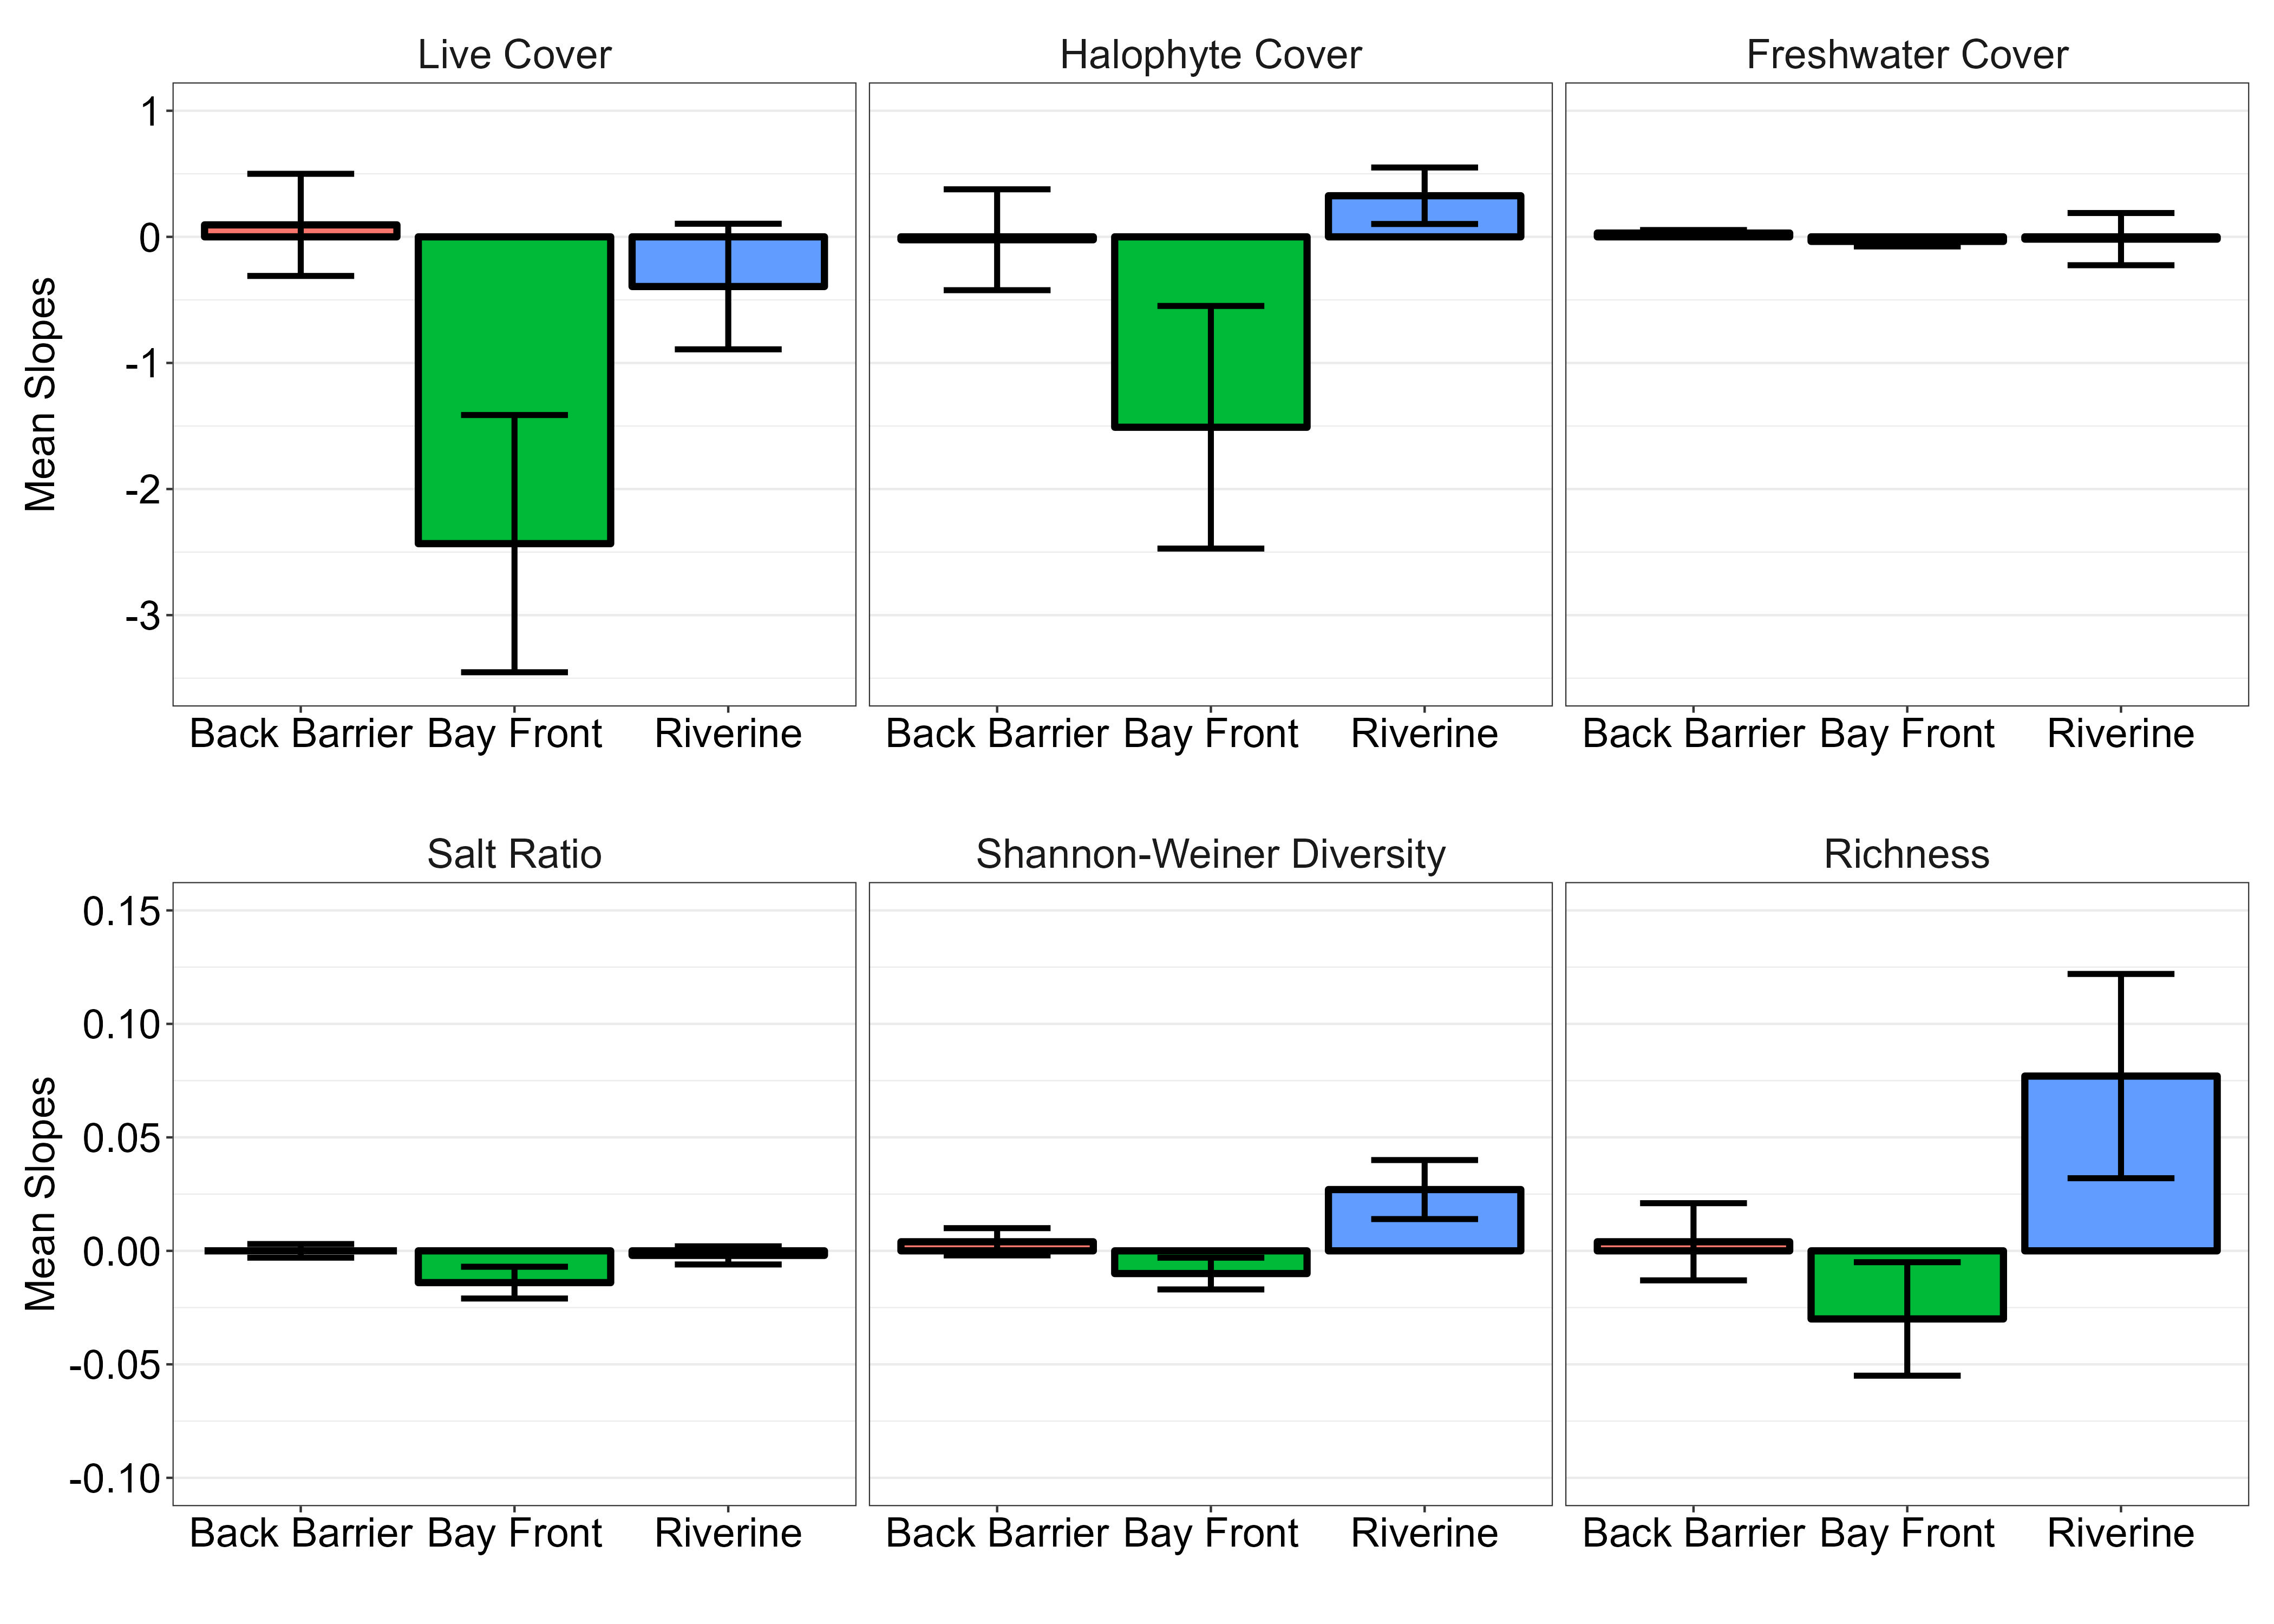 Live Cover Halophyte Cover Freshwater Cover
Mean Slopes
1
0
-1
-2
-3
Back Barrier Bay Front Riverine Back Barrier Bay Front Riverine Back Barrier Bay Front Riverine
Salt Ratio Shannon-Weiner Diversity Richness
Mean Slopes
0.15
0.10
0.05
0.00
-0.05
-0.10
Back Barrier Bay Front Riverine Back Barrier Bay Front Riverine Back Barrier Bay Front Riverine